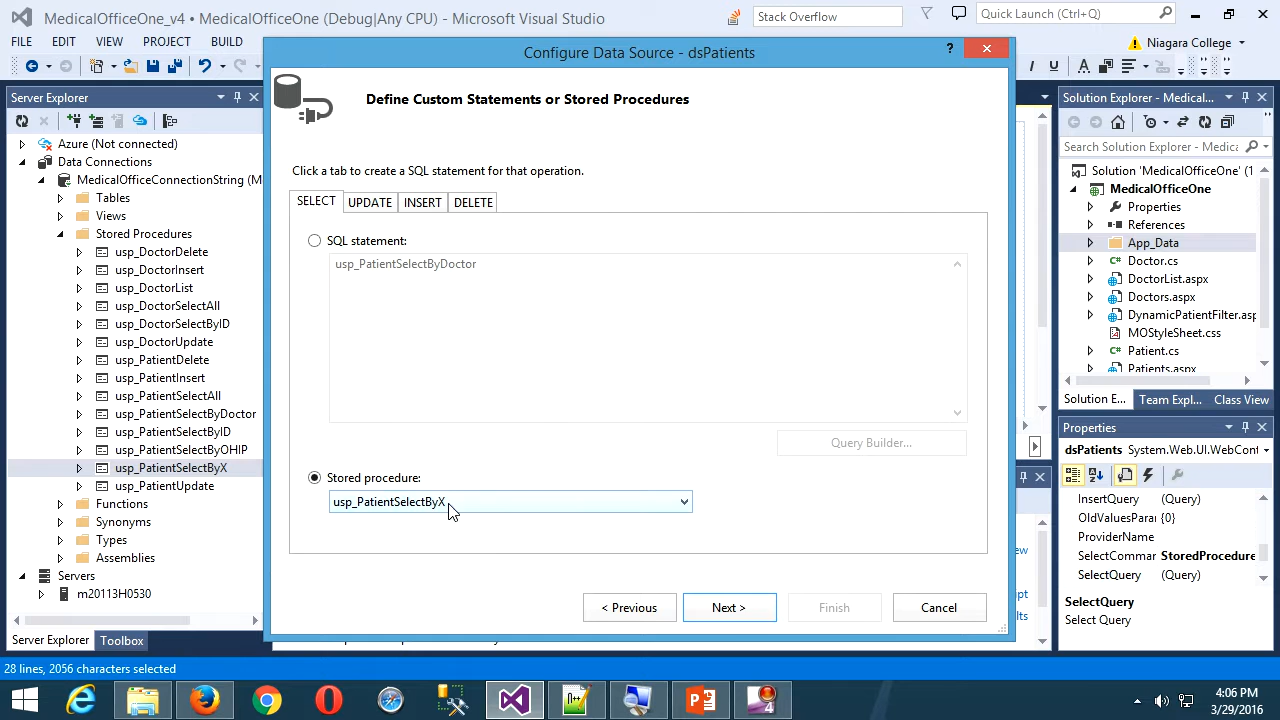 MedicalOfficeOne_v4 • MedicalOfficeOne (Debug|Any CPU) - Microsoft Visual Studio
Stack Overflow
Quick Launch (Ctrl+Q)
FILE EDIT VIEW PROJECT BUILD
Niagara College
Configure Data Source - dsPatients
?
Server Explorer
Azure (Not connected)
Data Connections
MedicalOfficeConnectionString (M
Tables
Views
Stored Procedures
usp_DoctorDelete
usp_DoctorInsert
usp_DoctorList
usp_DoctorSelectAll
usp_DoctorSelectByID
usp_DoctorUpdate
usp_PatientDelete
usp_PatientInsert
usp_PatientSelectAll
usp_PatientSelectByDoctor
usp_PatientSelectByID
usp_PatientSelectByOHIP
usp_PatientSelectByX
usp_PatientUpdate
Functions
Synonyms
Types
Assemblies
Servers
m20113H0530
Server Explorer Toolbox
Define Custom Statements or Stored Procedures
Click a tab to create a SQL statement for that operation.
SELECT UPDATE INSERT DELETE
SQL statement:
usp_PatientSelectByDoctor
Query Builder...
Stored procedure:
usp_PatientSelectByX
< Previous Next > Finish Cancel
I U A
Solution Explorer - Medical...
Search Solution Explorer - Medica
Solution 'MedicalOfficeOne' (1
MedicalOfficeOne
Properties
References
App_Data
Doctor.cs
DoctorList.aspx
Doctors.aspx
DynamicPatientFilter.asp
MOStyleSheet.css
Patient.cs
Patients.aspx
Solution E... Team Expl... Class View
Properties
dsPatients System.Web.UI.WebCont
InsertQuery (Query)
OldValuesParar {0}
ProviderName
SelectCommar StoredProcedure
SelectQuery (Query)
SelectQuery
Select Query
28 lines, 2056 characters selected
4:06 PM
3/29/2016